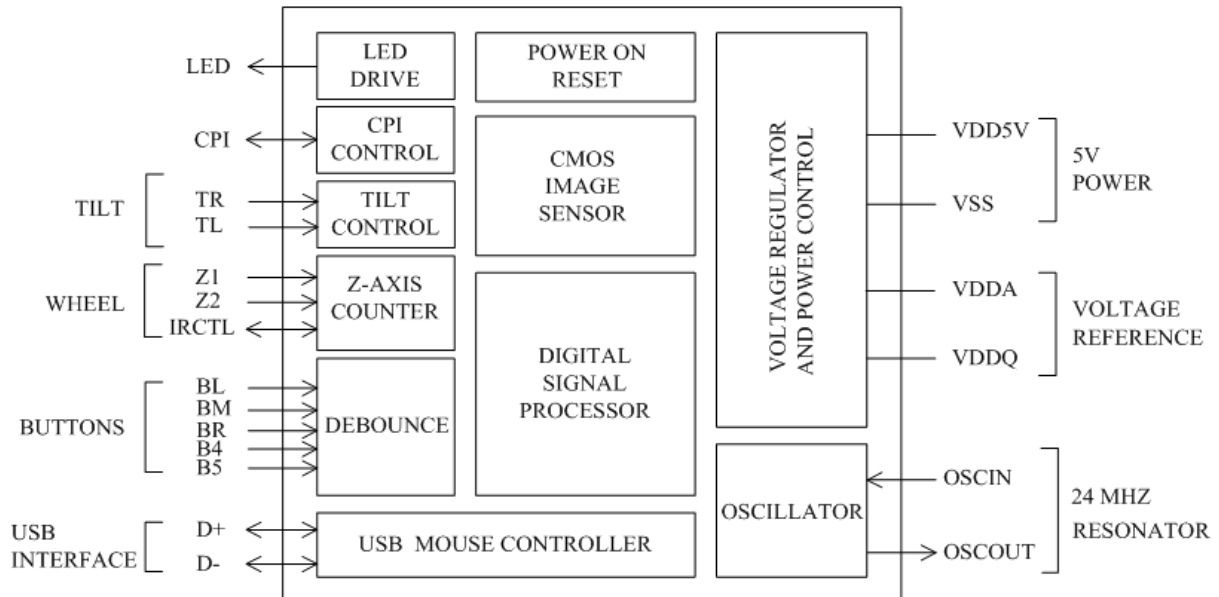 LED
CPI
TILT
TR
TL
WHEEL
Z1
Z2
IRCTL
BUTTONS
BL
BM
BR
B4
B5
USB
INTERFACE
D+
D-
LED
DRIVE
CPI
CONTROL
TILT
CONTROL
Z-AXIS
COUNTER
DEBOUNCE
USB MOUSE CONTROLLER
POWER ON
RESET
CMOS
IMAGE
SENSOR
DIGITAL
SIGNAL
PROCESSOR
VOLTAGE REGULATOR
AND POWER CONTROL
OSCILLATOR
VDD5V
VSS
5V
POWER
VDDA
VDDQ
VOLTAGE
REFERENCE
OSCIN
OSCOUT
24 MHZ
RESONATOR